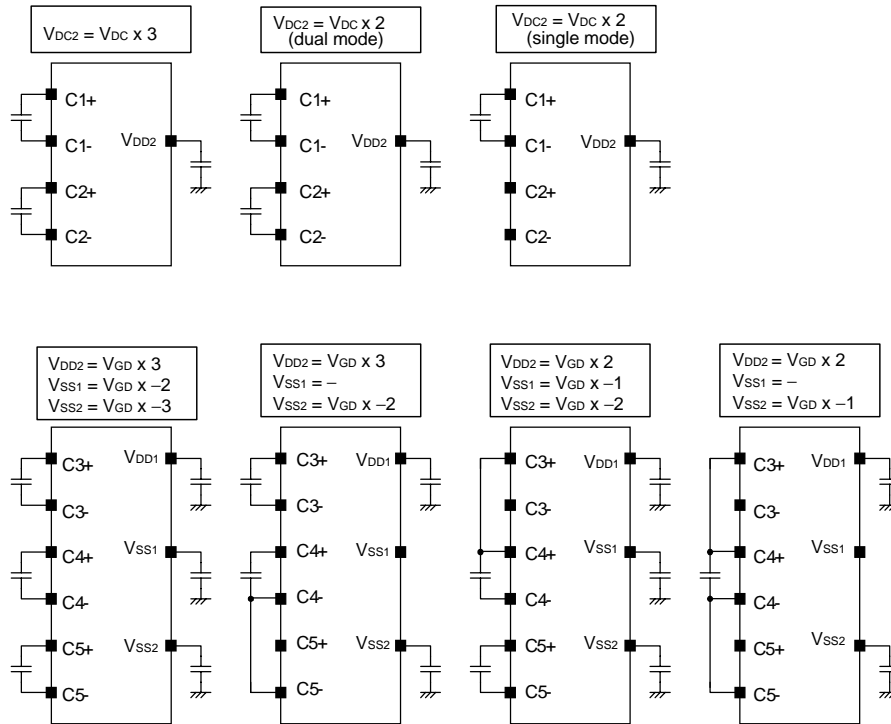 VDC2 = VDC x 3
VDC2 = VDC x 2
(dual mode)
VDC2 = VDC x 2
(single mode)
C1+
C1-
C2+
C2-
VDD2
C1+
C1-
C2+
C2-
VDD2
C1+
C1-
C2+
C2-
VDD2
VDD2 = VGD x 3
VSS1 = VGD x −2
VSS2 = VGD x −3
VDD2 = VGD x 3
VSS1 = −
VSS2 = VGD x −2
VDD2 = VGD x 2
VSS1 = VGD x −1
VSS2 = VGD x −2
VDD2 = VGD x 2
VSS1 = −
VSS2 = VGD x −1
C3+
C3-
C4+
C4-
C5+
C5-
VDD1
VSS1
VSS2
C3+
C3-
C4+
C4-
C5+
C5-
VDD1
VSS1
VSS2
C3+
C3-
C4+
C4-
C5+
C5-
VDD1
VSS1
VSS2
C3+
C3-
C4+
C4-
C5+
C5-
VDD1
VSS1
VSS2